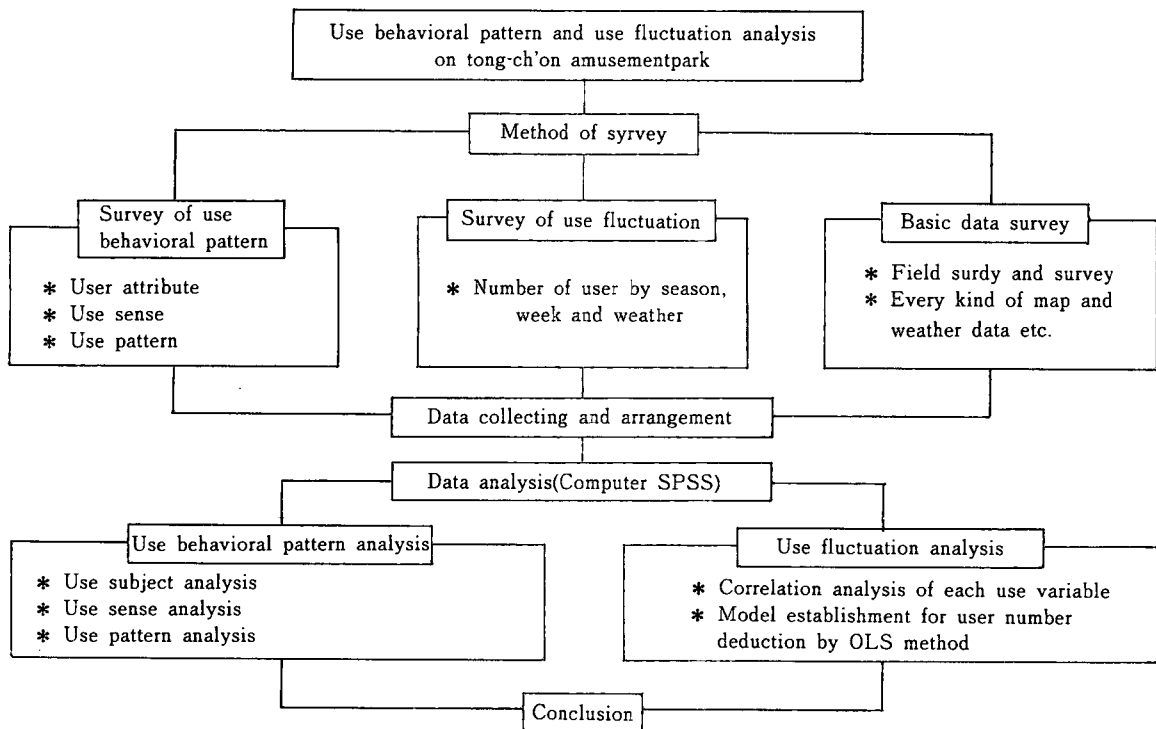 Use behavioral pattern and use fluctuation analysis
on tong-ch'on amusementpark
Method of syrvey
Survey of use
behavioral pattern
* User attribute
* Use sense
* Use pattern
Survey of use fluctuation
* Number of user by season,
week and weather
Basic data survey
* Field surdy and survey
* Every kind of map and
weather data etc.
Data collecting and arrangement
Data analysis(Computer SPSS)
Use behavioral pattern analysis
* Use subject analysis
* Use sense analysis
* Use pattern analysis
Use fluctuation analysis
* Correlation analysis of each use variable
* Model establishment for user number
deduction by OLS method
Conclusion